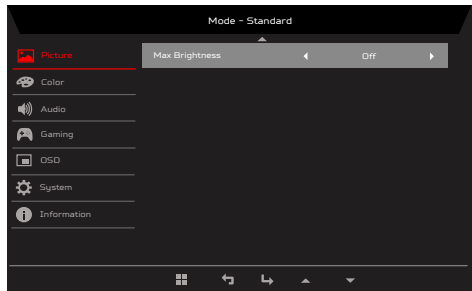 Mode - Standard
Picture
Max Brightness Off
Color
Audio
Gaming
OSD
System
Information